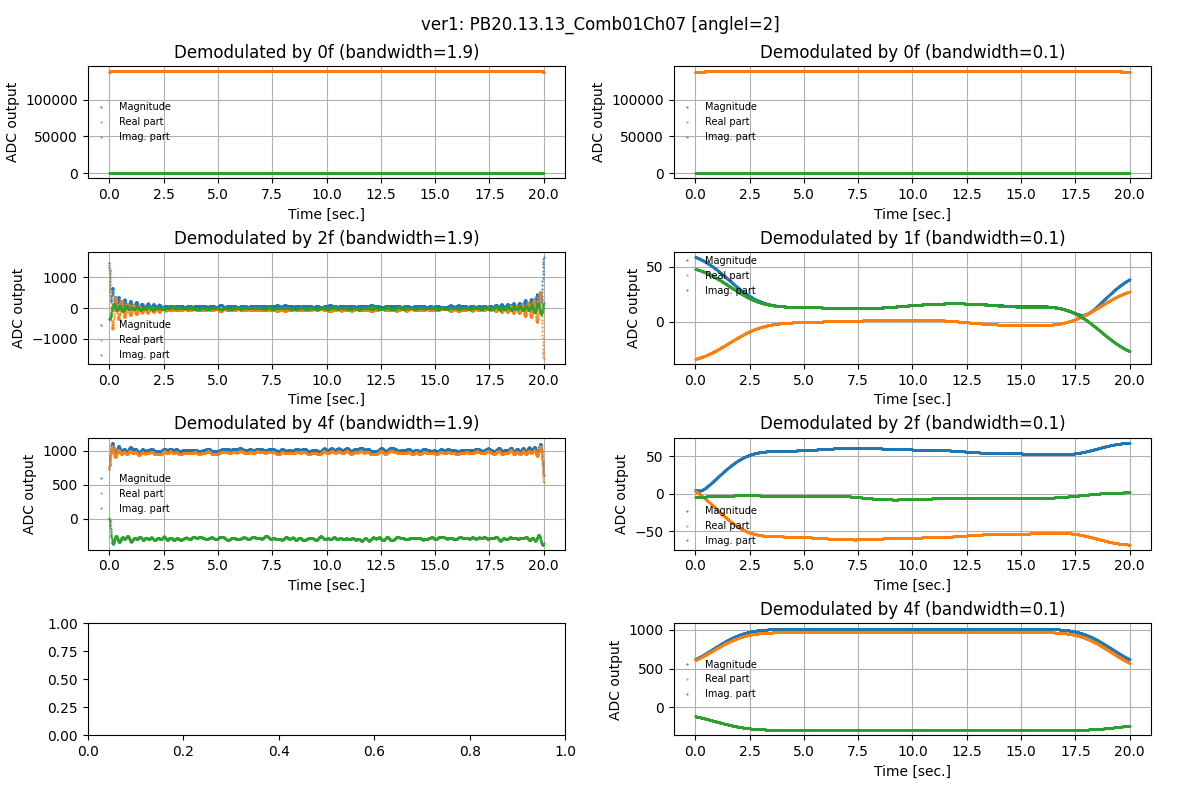 ver1: PB20.13.13_Comb01Ch07 [angleI=2]
Demodulated by 0f (bandwidth=1.9)
ADC output
100000
50000
0
Magnitude
Real part
Imag. part
0.0 2.5 5.0 7.5 10.0 12.5 15.0 17.5 20.0
Time [sec.]
Demodulated by 0f (bandwidth=0.1)
ADC output
100000
50000
0
Magnitude
Real part
Imag. part
0.0 2.5 5.0 7.5 10.0 12.5 15.0 17.5 20.0
Time [sec.]
Demodulated by 2f (bandwidth=1.9)
ADC output
1000
0
−1000
Magnitude
Real part
Imag. part
0.0 2.5 5.0 7.5 10.0 12.5 15.0 17.5 20.0
Time [sec.]
Demodulated by 1f (bandwidth=0.1)
ADC output
50
0
Magnitude
Real part
Imag. part
0.0 2.5 5.0 7.5 10.0 12.5 15.0 17.5 20.0
Time [sec.]
Demodulated by 4f (bandwidth=1.9)
ADC output
1000
500
0
Magnitude
Real part
Imag. part
0.0 2.5 5.0 7.5 10.0 12.5 15.0 17.5 20.0
Time [sec.]
Demodulated by 2f (bandwidth=0.1)
ADC output
50
0
−50
Magnitude
Real part
Imag. part
0.0 2.5 5.0 7.5 10.0 12.5 15.0 17.5 20.0
Time [sec.]
1.00
0.75
0.50
0.25
0.00
0.0 0.2 0.4 0.6 0.8 1.0
Demodulated by 4f (bandwidth=0.1)
ADC output
1000
500
0
Magnitude
Real part
Imag. part
0.0 2.5 5.0 7.5 10.0 12.5 15.0 17.5 20.0
Time [sec.]